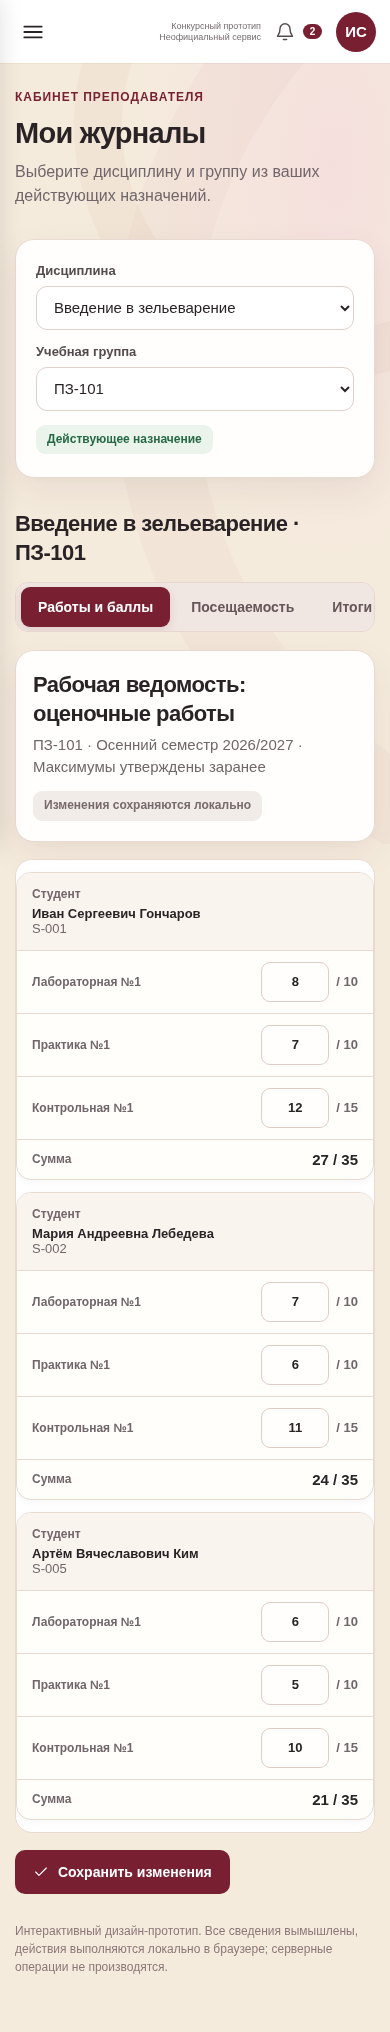 Конкурсный прототип
Неофициальный сервис
2
ИС
КАБИНЕТ ПРЕПОДАВАТЕЛЯ
Мои журналы
Выберите дисциплину и группу из ваших
действующих назначений.
Дисциплина
Введение в зельеварение
Учебная группа
ПЗ-101
Действующее назначение
Введение в зельеварение ·
ПЗ-101
Работы и баллы Посещаемость Итоги
Рабочая ведомость:
оценочные работы
ПЗ-101 · Осенний семестр 2026/2027 ·
Максимумы утверждены заранее
Изменения сохраняются локально
Студент
Иван Сергеевич Гончаров
S-001
Лабораторная №1 8 / 10
Практика №1 7 / 10
Контрольная №1 12 / 15
Сумма 27 / 35
Студент
Мария Андреевна Лебедева
S-002
Лабораторная №1 7 / 10
Практика №1 6 / 10
Контрольная №1 11 / 15
Сумма 24 / 35
Студент
Артём Вячеславович Ким
S-005
Лабораторная №1 6 / 10
Практика №1 5 / 10
Контрольная №1 10 / 15
Сумма 21 / 35
Сохранить изменения
Интерактивный дизайн-прототип. Все сведения вымышлены,
действия выполняются локально в браузере; серверные
операции не производятся.